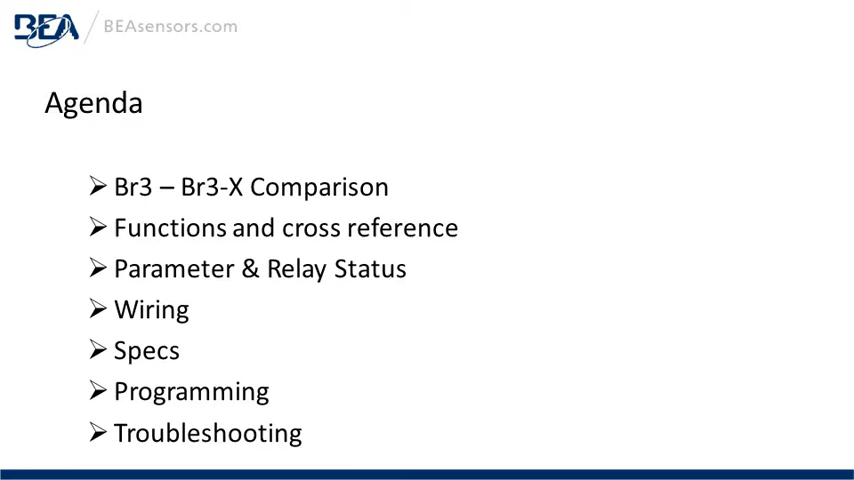 BEA / BEAsensors.com
Agenda
➢ Br3 – Br3-X Comparison
➢ Functions and cross reference
➢ Parameter & Relay Status
➢ Wiring
➢ Specs
➢ Programming
➢ Troubleshooting